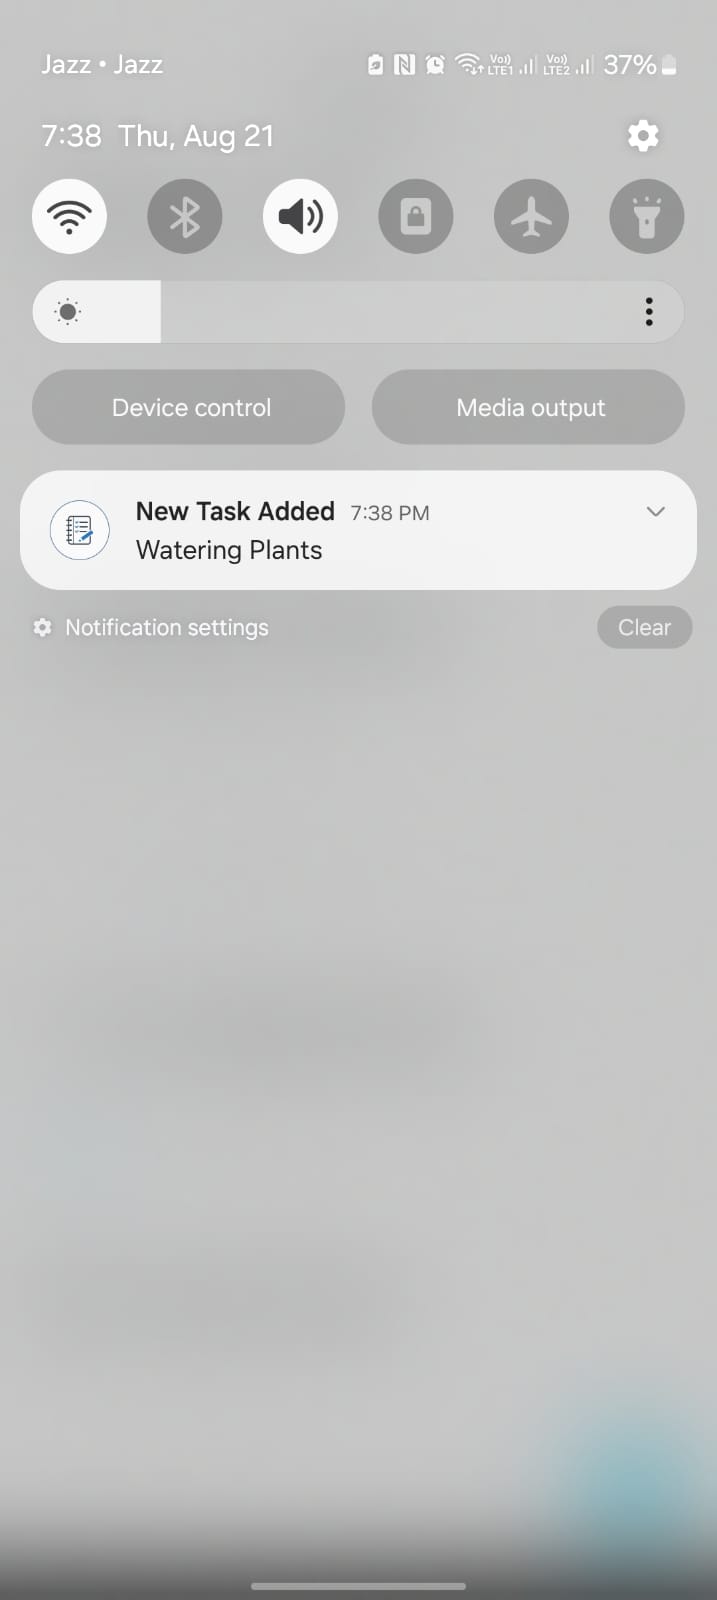 Jazz • Jazz
Vo)) LTE1 Vo)) LTE2 37%
7:38 Thu, Aug 21
Device control
Media output
New Task Added 7:38 PM
Watering Plants
Notification settings
Clear